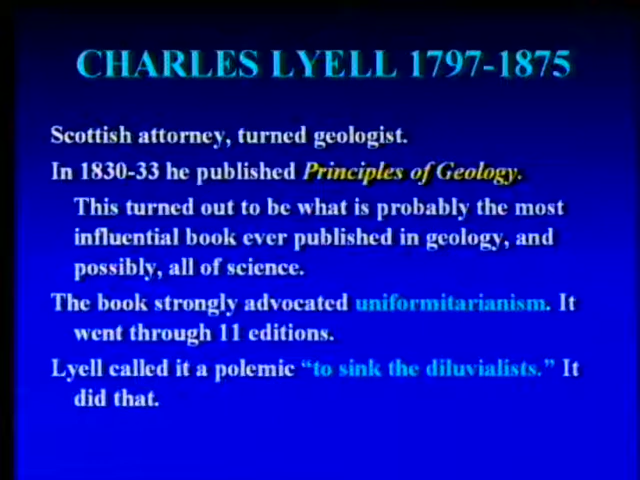 CHARLES LYELL 1797-1875
Scottish attorney, turned geologist.
In 1830-33 he published Principles of Geology.
This turned out to be what is probably the most
influential book ever published in geology, and
possibly, all of science.
The book strongly advocated uniformitarianism. It
went through 11 editions.
Lyell called it a polemic “to sink the diluvialists.” It
did that.